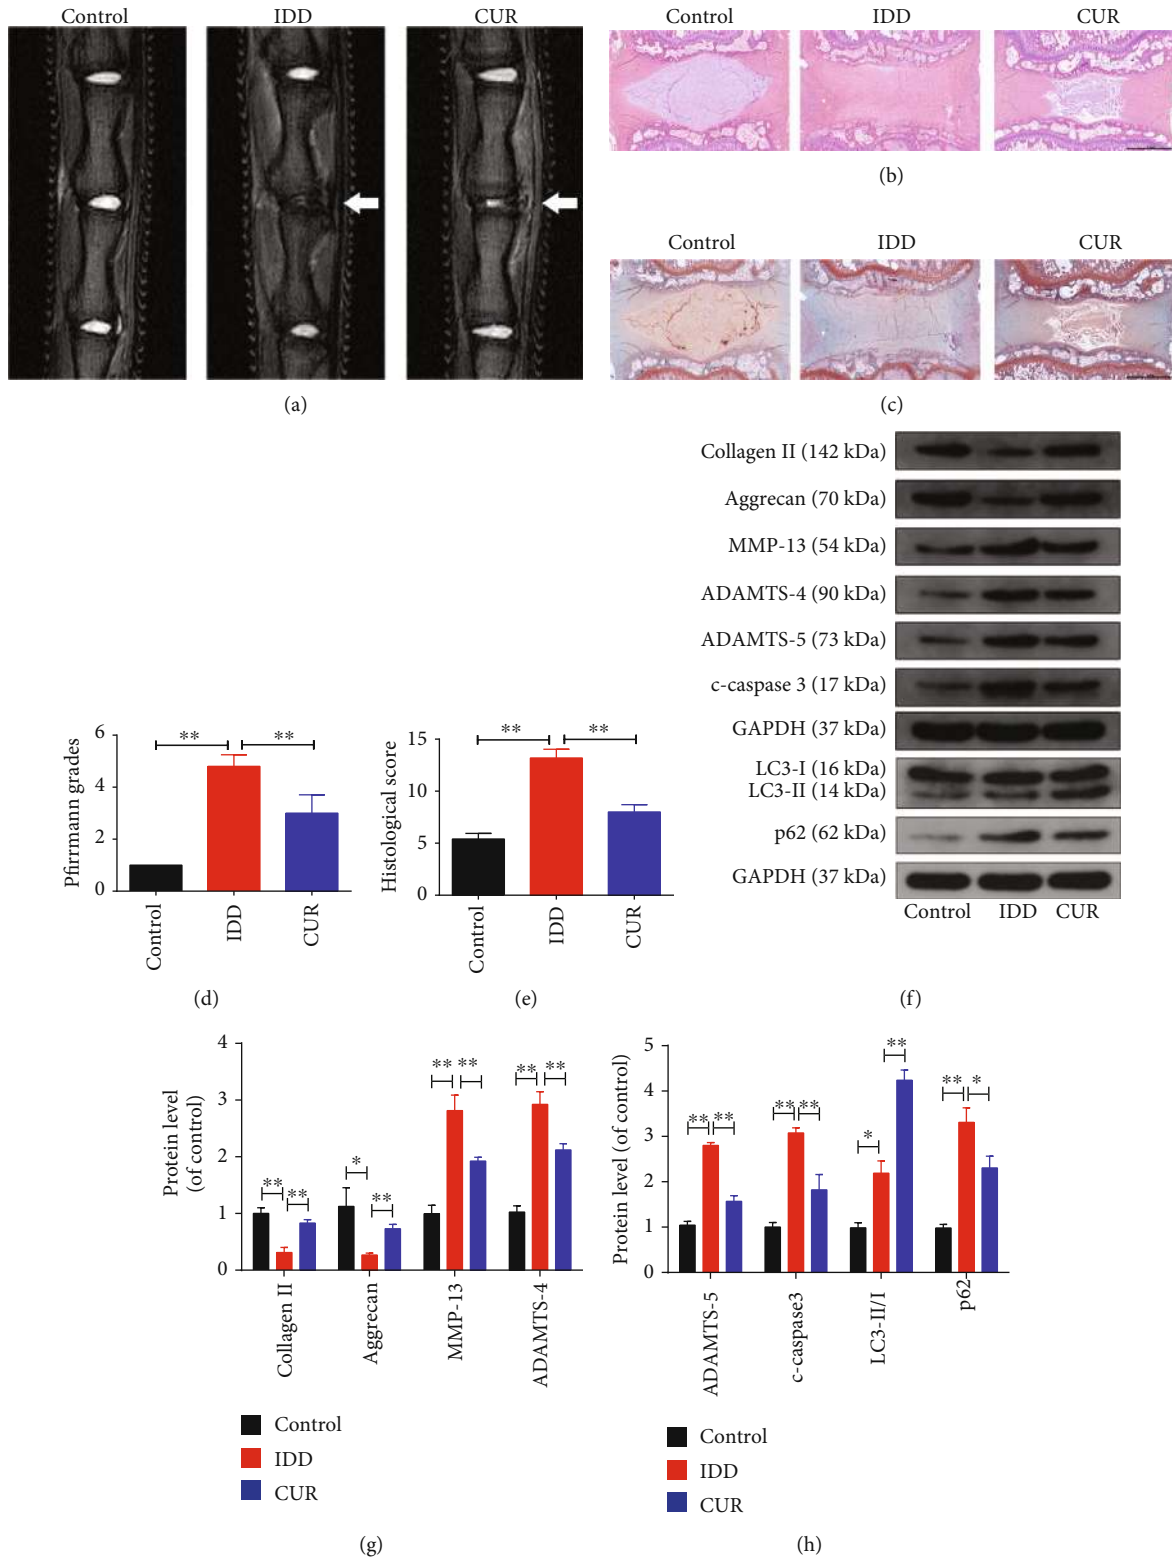 Control IDD CUR
(a)
IDD CUR
(b)
Control IDD CUR
(c)
Pfirrmann grades
6
4
2
0
** **
Control IDD CUR
(d)
Histological score
15
10
5
0
** **
Control IDD CUR
(e)
Collagen II (142 kDa)
Aggrecan (70 kDa)
MMP-13 (54 kDa)
ADAMTS-4 (90 kDa)
ADAMTS-5 (73 kDa)
c-caspase 3 (17 kDa)
GAPDH (37 kDa)
LC3-I (16 kDa)
LC3-II (14 kDa)
p62 (62 kDa)
GAPDH (37 kDa)
Control IDD CUR
(f)
Protein level
(of control)
4
3
2
1
0
** ** * ** ** ** ** **
Collagen II Aggrecan MMP-13 ADAMTS-4
Control
IDD
CUR
(g)
Protein level (of control)
5
4
3
2
1
0
** ** ** ** * ** ** *
ADAMTS-5 c-caspase3 LC3-II/I p62
Control
IDD
CUR
(h)